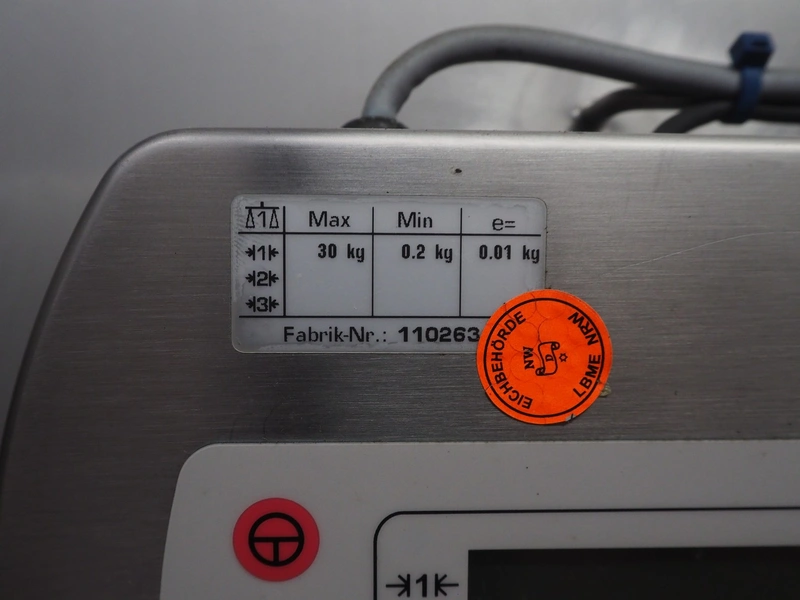 1 Max Min e=
1 30 kg 0.2 kg 0.01 kg
2
3
Fabrik-Nr.: 110263
EICHBEHÖRDE
NW
D
LBME NRW
1